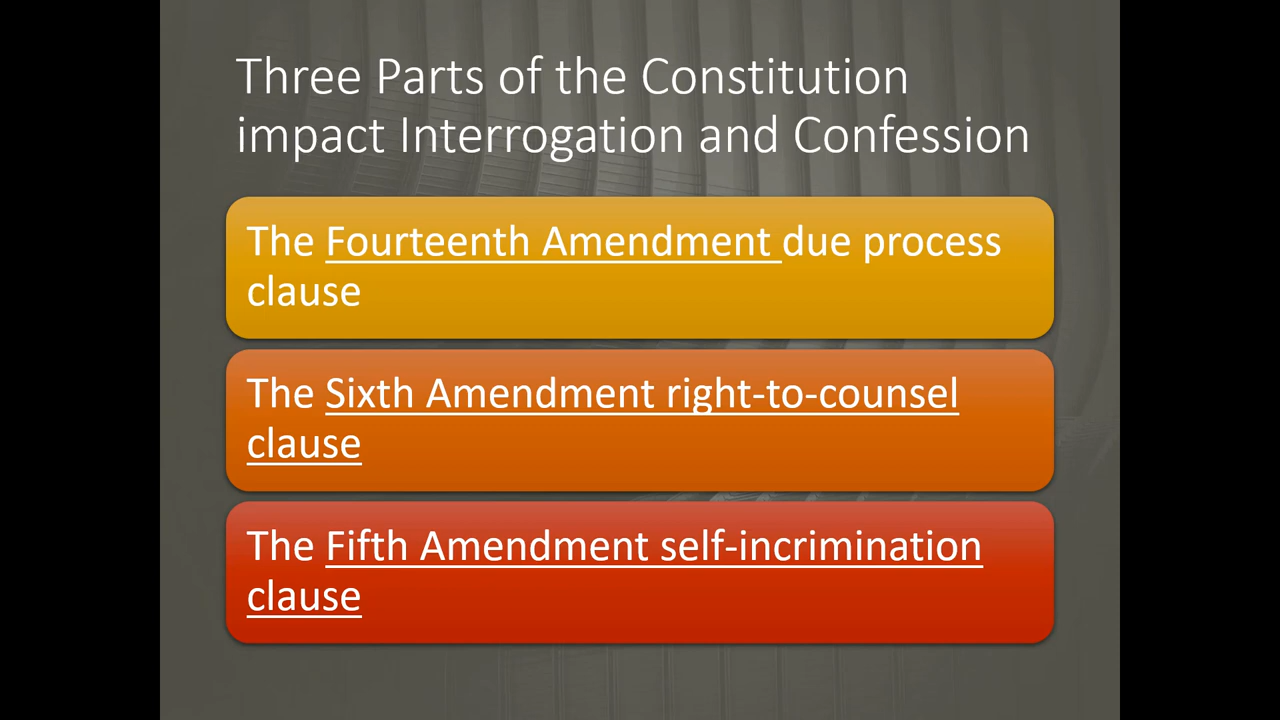 Three Parts of the Constitution
impact Interrogation and Confession
The Fourteenth Amendment due process
clause
The Sixth Amendment right-to-counsel
clause
The Fifth Amendment self-incrimination
clause